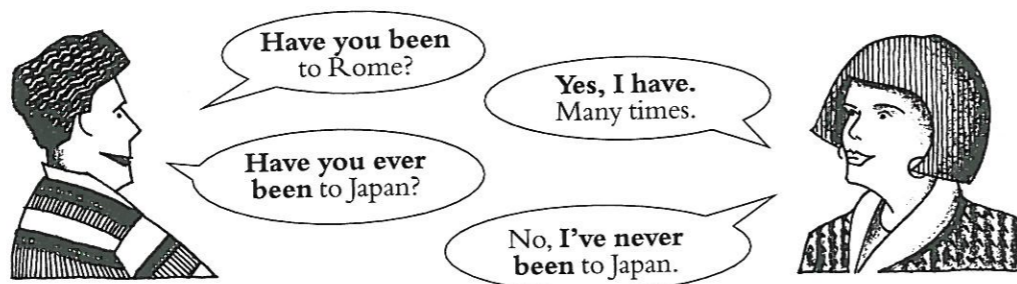 Have you been
to Rome?
Yes, I have.
Many times.
Have you ever
been to Japan?
No, I've never
been to Japan.